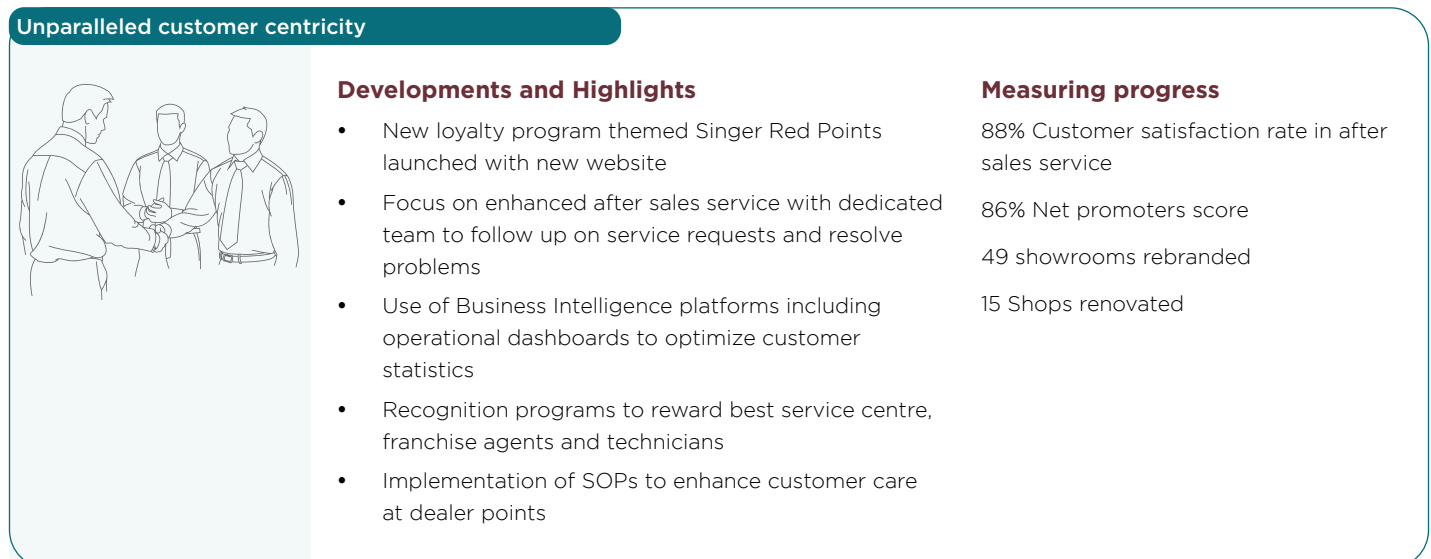 Unparalleled customer centricity
Developments and Highlights
• New loyalty program themed Singer Red Points
launched with new website
• Focus on enhanced after sales service with dedicated
team to follow up on service requests and resolve
problems
• Use of Business Intelligence platforms including
operational dashboards to optimize customer
statistics
• Recognition programs to reward best service centre,
franchise agents and technicians
• Implementation of SOPs to enhance customer care
at dealer points
Measuring progress
88% Customer satisfaction rate in after
sales service
86% Net promoters score
49 showrooms rebranded
15 Shops renovated